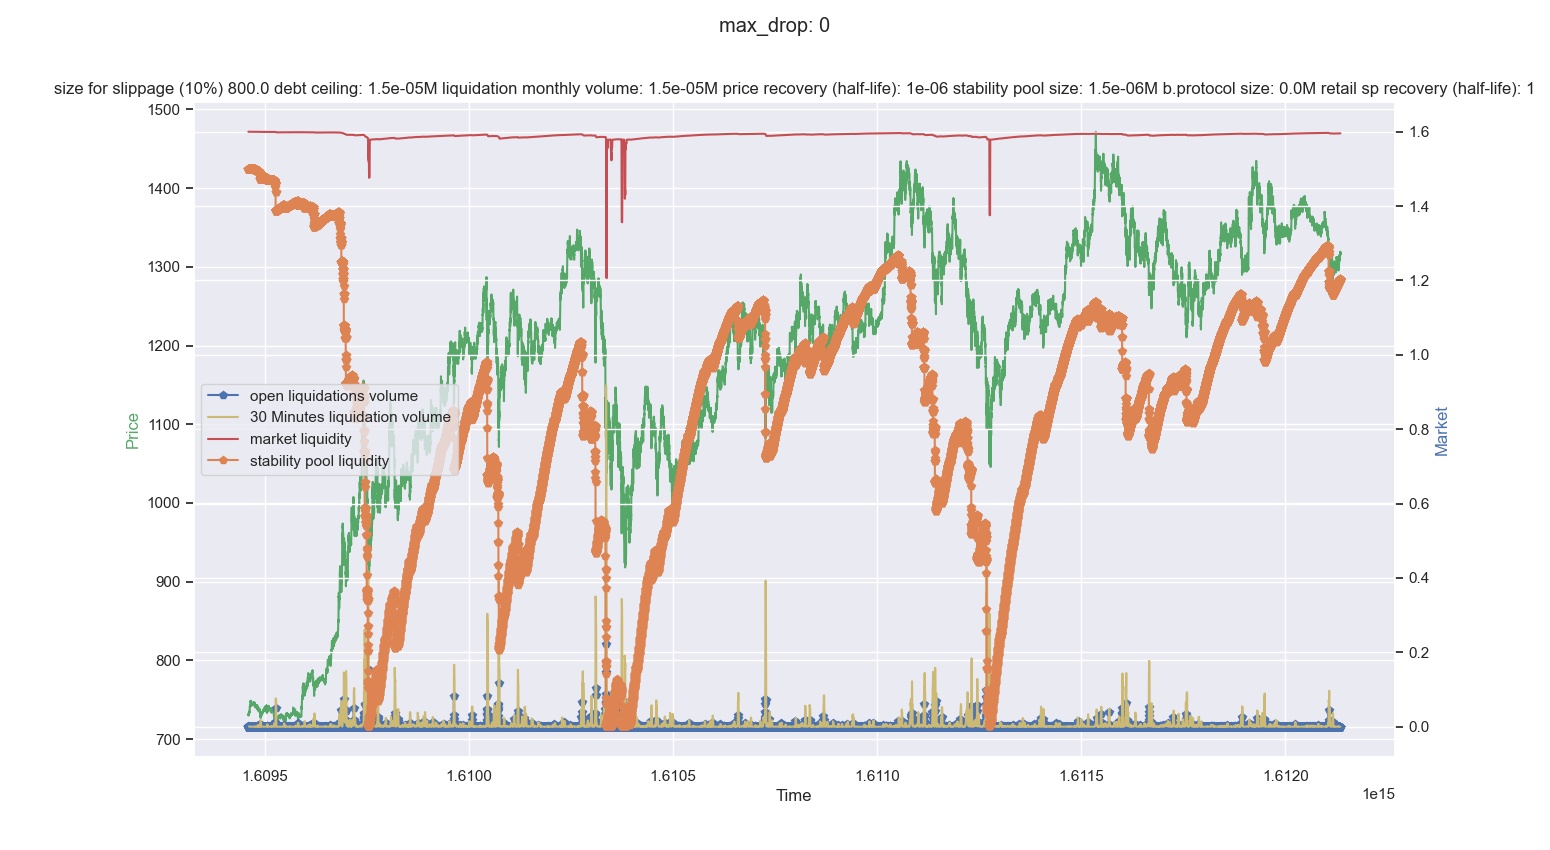 max_drop: 0
size for slippage (10%) 800.0 debt ceiling: 1.5e-05M liquidation monthly volume: 1.5e-05M price recovery (half-life): 1e-06 stability pool size: 1.5e-06M b.protocol size: 0.0M retail sp recovery (half-life): 1
1500
1400
1300
1200
1100
1000
900
800
700
Price
open liquidations volume
30 Minutes liquidation volume
market liquidity
stability pool liquidity
1.6
1.4
1.2
1.0
0.8
0.6
0.4
0.2
0.0
Market
1.6095 1.6100 1.6105 1.6110 1.6115 1.6120
Time
1e15